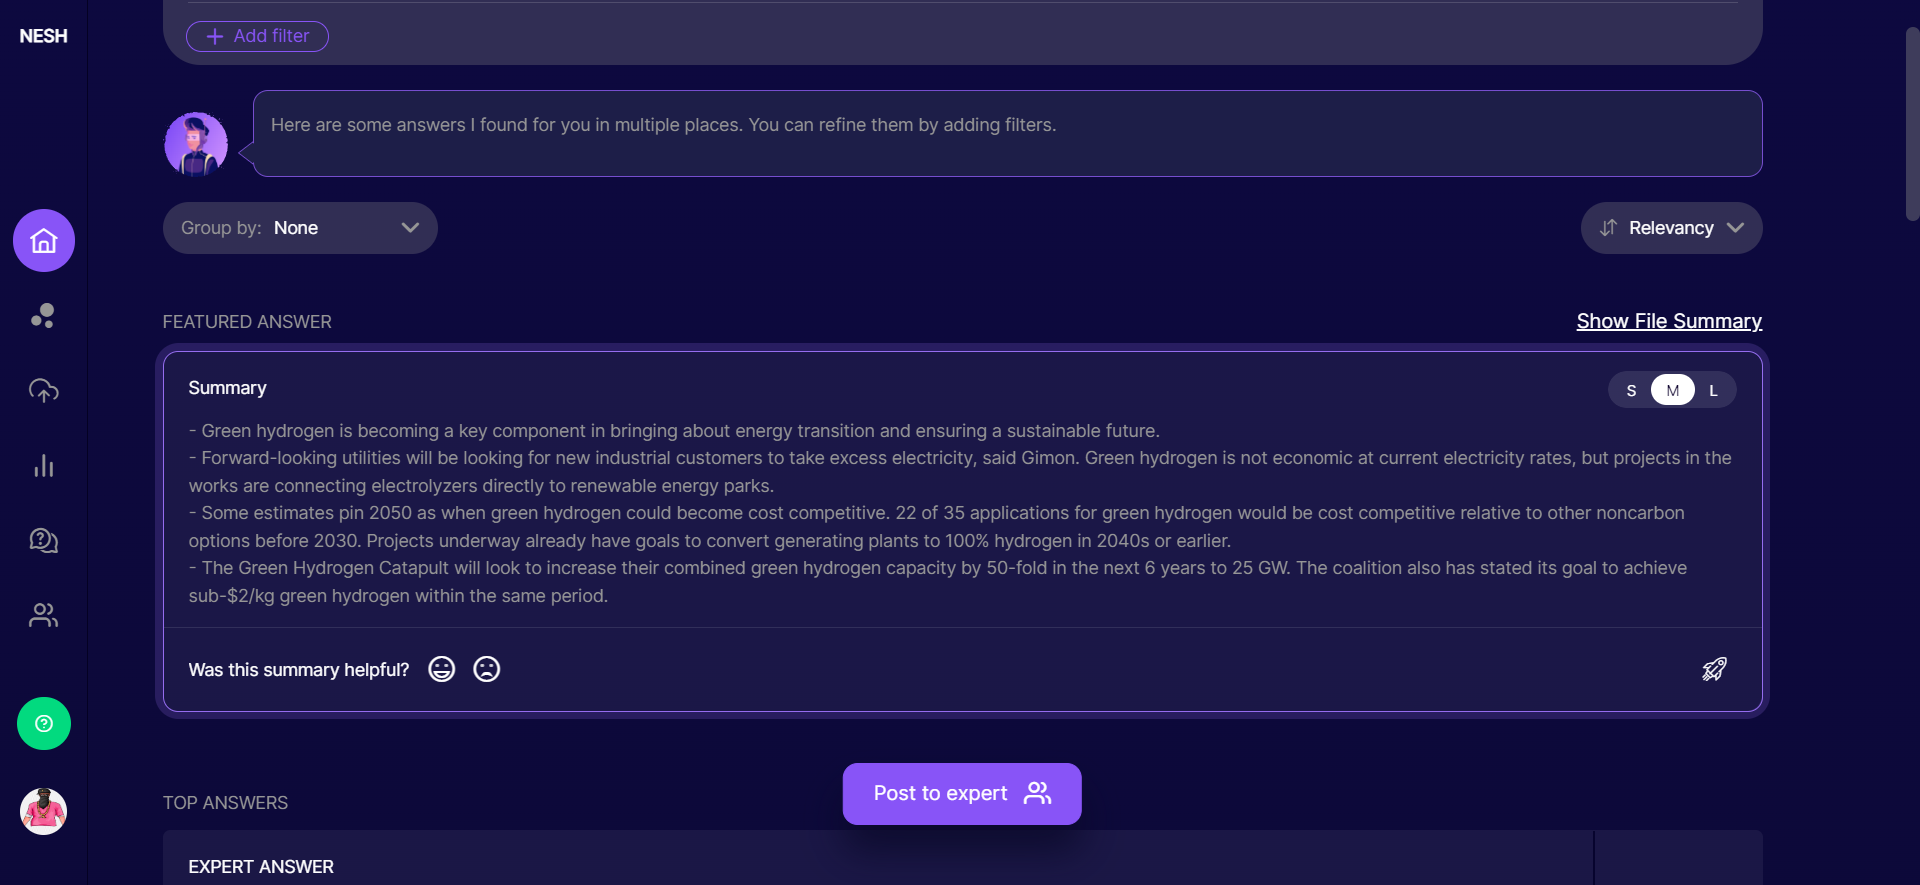 NESH
Add filter
Here are some answers I found for you in multiple places. You can refine them by adding filters.
Group by: None
Relevancy
FEATURED ANSWER
Show File Summary
Summary
S M L
- Green hydrogen is becoming a key component in bringing about energy transition and ensuring a sustainable future.
- Forward-looking utilities will be looking for new industrial customers to take excess electricity, said Gimon. Green hydrogen is not economic at current electricity rates, but projects in the
works are connecting electrolyzers directly to renewable energy parks.
- Some estimates pin 2050 as when green hydrogen could become cost competitive. 22 of 35 applications for green hydrogen would be cost competitive relative to other noncarbon
options before 2030. Projects underway already have goals to convert generating plants to 100% hydrogen in 2040s or earlier.
- The Green Hydrogen Catapult will look to increase their combined green hydrogen capacity by 50-fold in the next 6 years to 25 GW. The coalition also has stated its goal to achieve
sub-$2/kg green hydrogen within the same period.
Was this summary helpful?
Post to expert
TOP ANSWERS
EXPERT ANSWER